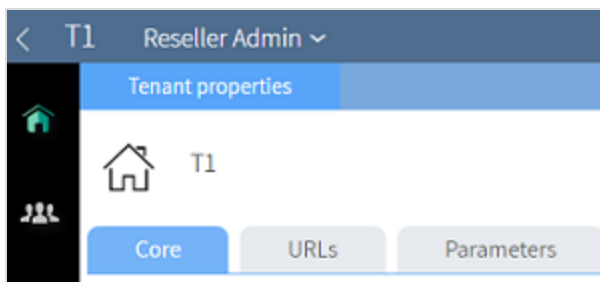 T1 Reseller Admin
Tenant properties
T1
Core URLs Parameters